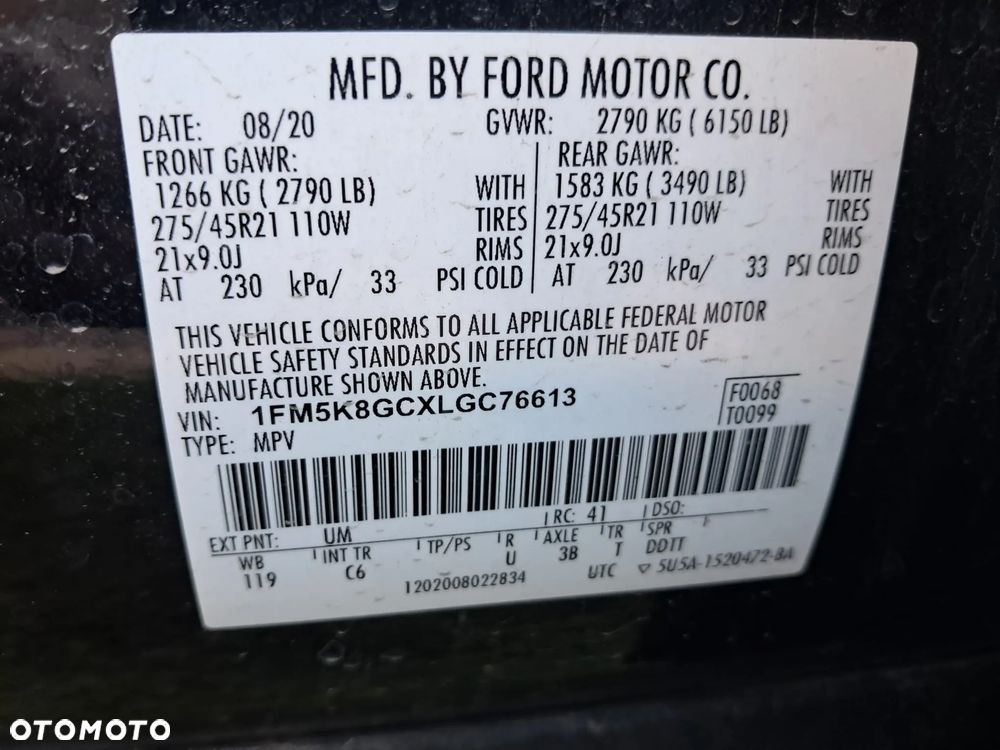 MFD. BY FORD MOTOR CO.
DATE: 08/20 GVWR: 2790 KG ( 6150 LB)
FRONT GAWR: REAR GAWR:
1266 KG ( 2790 LB) WITH 1583 KG ( 3490 LB) WITH
275/45R21 110W TIRES 275/45R21 110W TIRES
21x9.0J RIMS 21x9.0J RIMS
AT 230 kPa/ 33 PSI COLD AT 230 kPa/ 33 PSI COLD
THIS VEHICLE CONFORMS TO ALL APPLICABLE FEDERAL MOTOR
VEHICLE SAFETY STANDARDS IN EFFECT ON THE DATE OF
MANUFACTURE SHOWN ABOVE.
VIN: 1FM5K8GCXLGC76613 F0068
TYPE: MPV T0099
EXT PNT: UM RC: 41 DSO:
WB INT TR TP/PS R AXLE TR SPR
119 C6 U 3B T DDTT
1202008022834 UTC ▽ 5U5A-1520472-BA
OTOMOTO